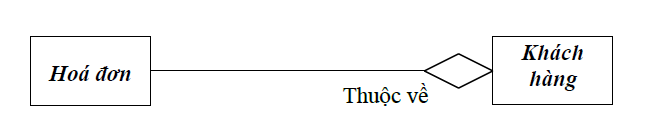 Hoá đơn
Thuộc về
Khách
hàng